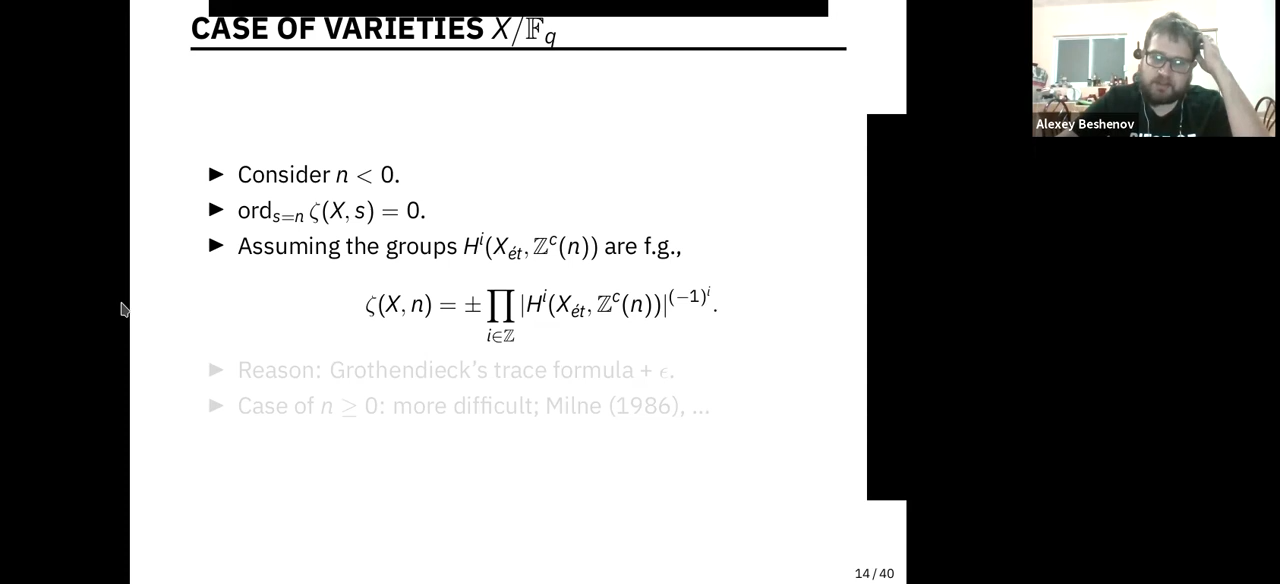 CASE OF VARIETIES X/𝔽_q
► Consider n < 0.
► ord_{s=n} ζ(X, s) = 0.
► Assuming the groups H^i(X_ét, ℤ^c(n)) are f.g.,
ζ(X, n) = ± ∏_{i∈ℤ} |H^i(X_ét, ℤ^c(n))|^{(−1)^i}.
► Reason: Grothendieck's trace formula + ϵ.
► Case of n ≥ 0: more difficult; Milne (1986), ...
14 / 40
Alexey Beshenov